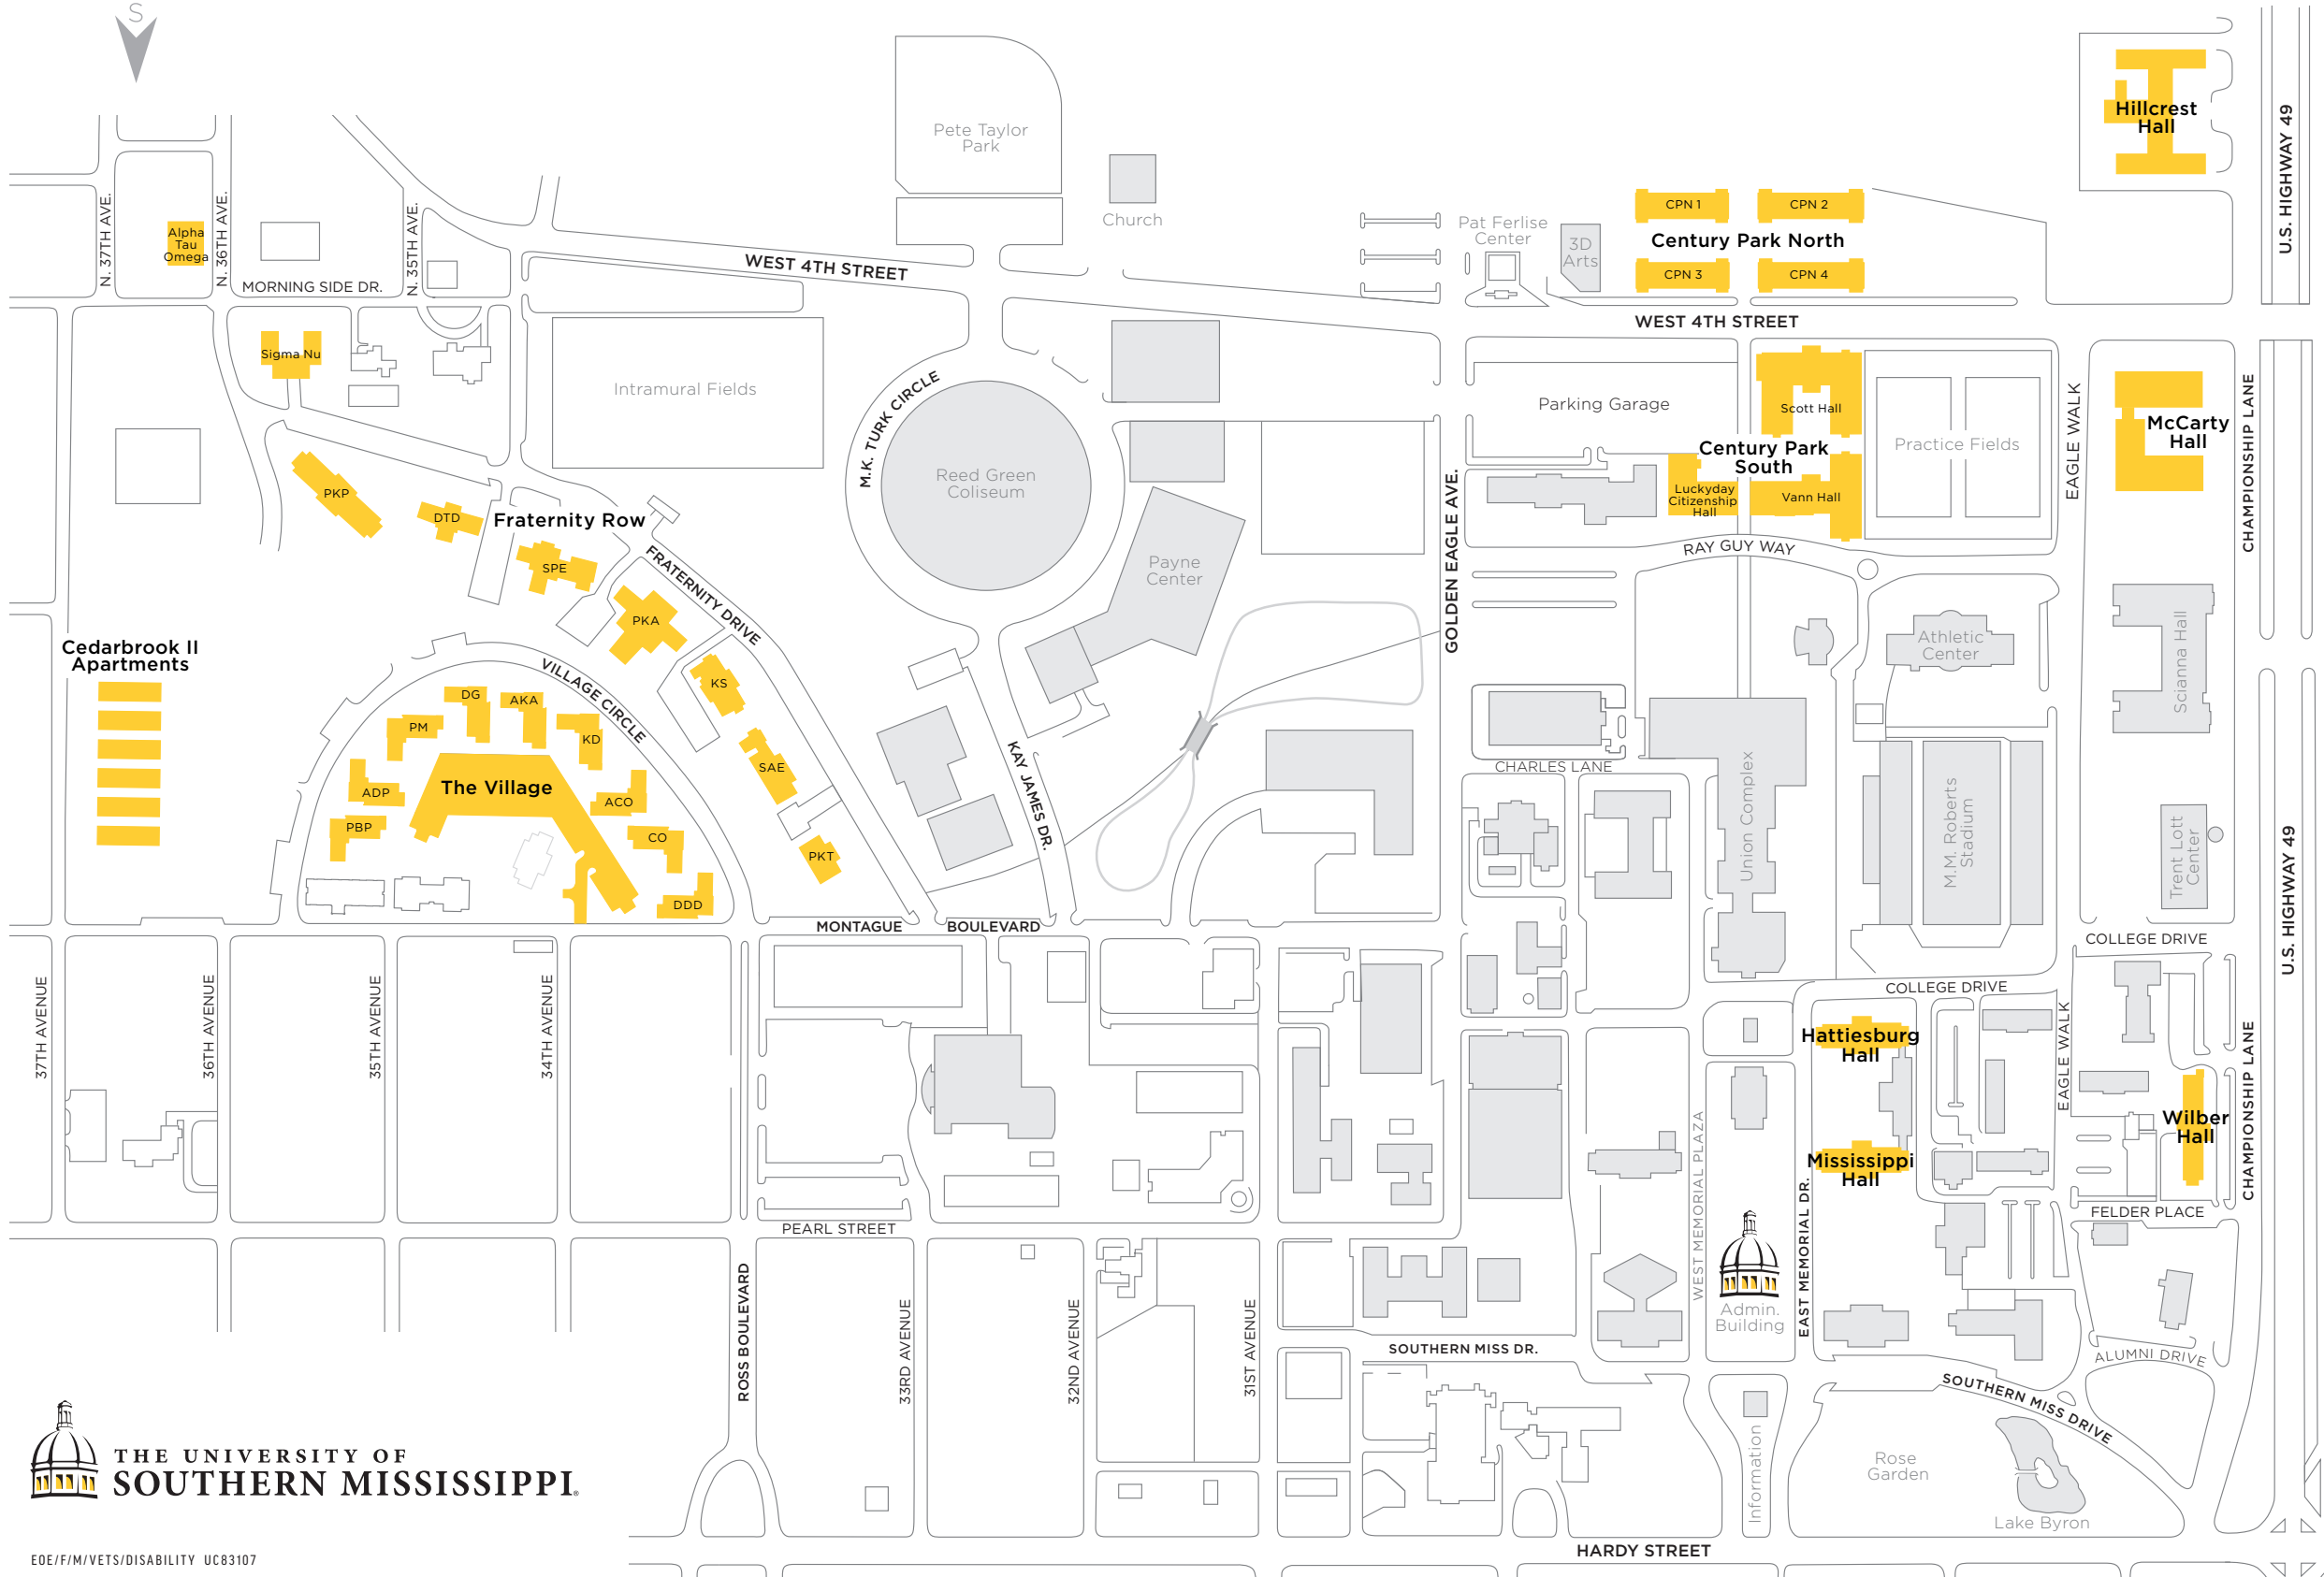 S
Pete Taylor
Park
Church
Pat Ferlise
Center
3D
Arts
CPN 1
CPN 2
Century Park North
CPN 3
CPN 4
Hillcrest
Hall
U.S. HIGHWAY 49
N. 37TH AVE.
Alpha
Tau
Omega
N. 36TH AVE.
N. 35TH AVE.
MORNING SIDE DR.
WEST 4TH STREET
WEST 4TH STREET
Sigma Nu
Intramural Fields
M.K. TURK CIRCLE
Reed Green
Coliseum
Parking Garage
Scott Hall
Century Park
South
Luckyday
Citizenship
Hall
Vann Hall
Practice Fields
EAGLE WALK
McCarty
Hall
CHAMPIONSHIP LANE
PKP
DTD
Fraternity Row
SPE
FRATERNITY DRIVE
PKA
KS
SAE
PKT
Payne
Center
GOLDEN EAGLE AVE.
RAY GUY WAY
Athletic
Center
Scianna Hall
Cedarbrook II
Apartments
VILLAGE CIRCLE
DG
AKA
PM
KD
The Village
ADP
ACO
PBP
CO
DDD
KAY JAMES DR.
CHARLES LANE
Union Complex
M.M. Roberts
Stadium
Trent Lott
Center
U.S. HIGHWAY 49
MONTAGUE
BOULEVARD
COLLEGE DRIVE
COLLEGE DRIVE
37TH AVENUE
36TH AVENUE
35TH AVENUE
34TH AVENUE
Hattiesburg
Hall
EAGLE WALK
CHAMPIONSHIP LANE
Wilber
Hall
Mississippi
Hall
WEST MEMORIAL PLAZA
EAST MEMORIAL DR.
FELDER PLACE
PEARL STREET
Admin.
Building
ROSS BOULEVARD
33RD AVENUE
32ND AVENUE
31ST AVENUE
SOUTHERN MISS DR.
ALUMNI DRIVE
SOUTHERN MISS DRIVE
Information
Rose
Garden
Lake Byron
HARDY STREET
THE UNIVERSITY OF
SOUTHERN MISSISSIPPI®
EOE/F/M/VETS/DISABILITY UC83107